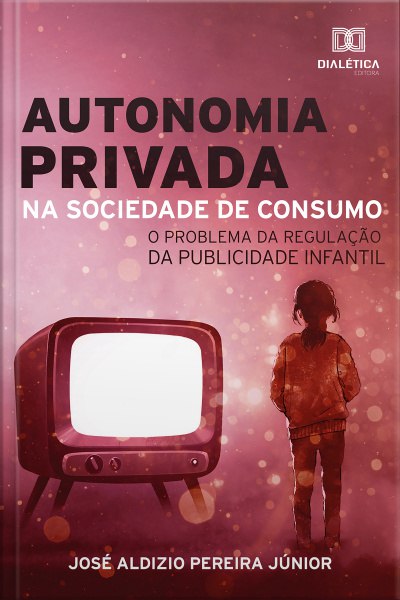 DIALÉTICA
EDITORA
AUTONOMIA
PRIVADA
NA SOCIEDADE DE CONSUMO
O PROBLEMA DA REGULAÇÃO
DA PUBLICIDADE INFANTIL
JOSÉ ALDIZIO PEREIRA JÚNIOR